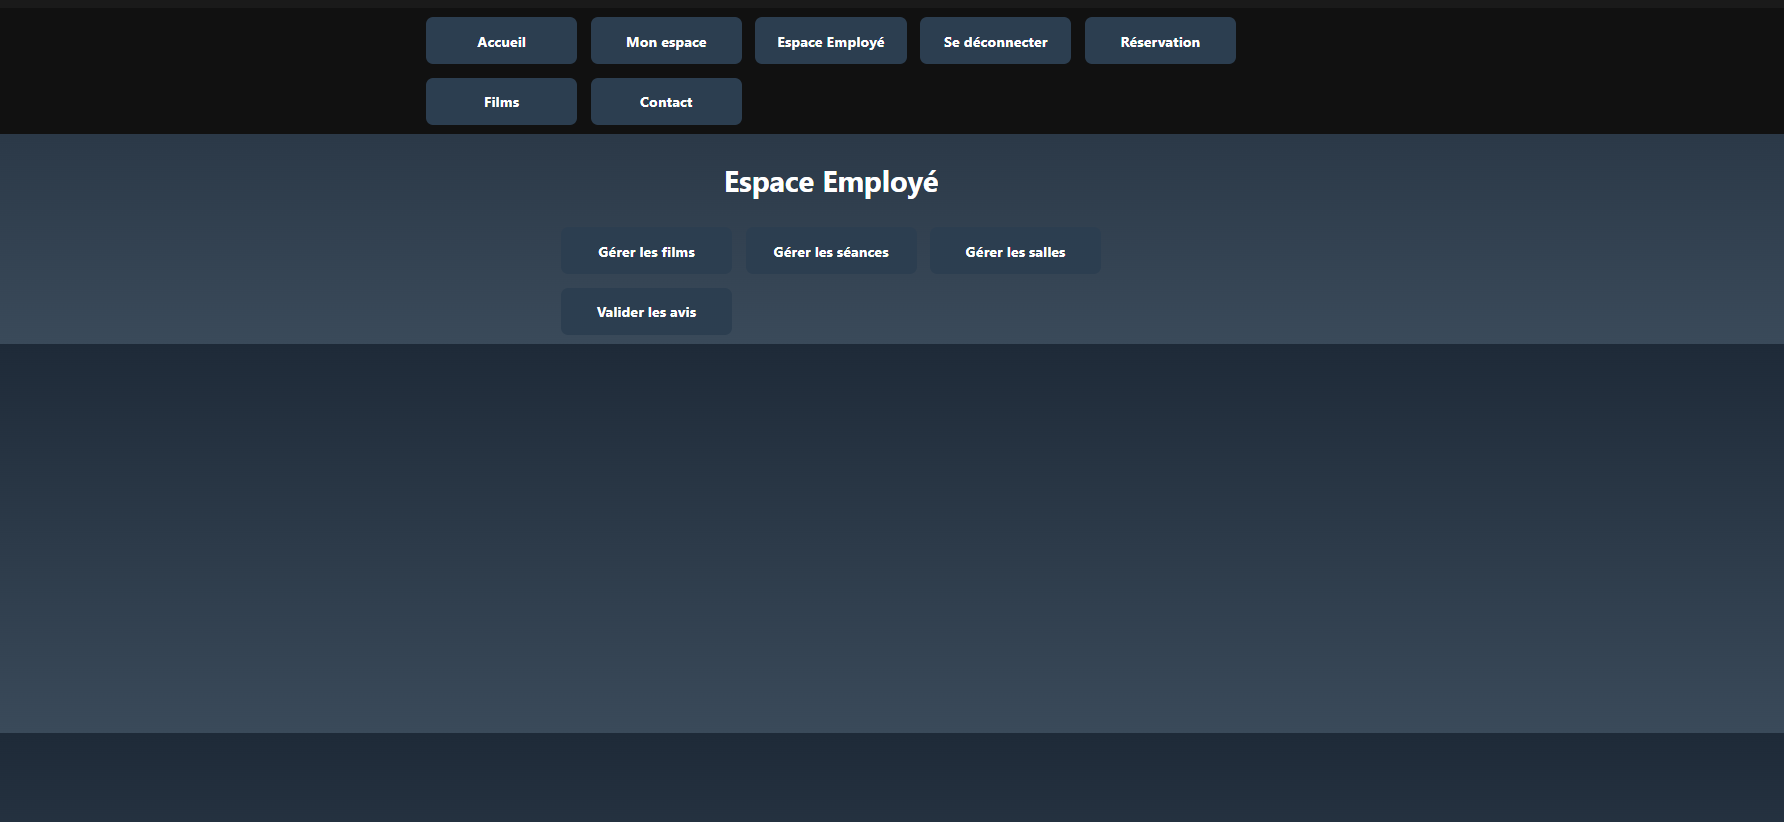 Accueil Mon espace Espace Employé Se déconnecter Réservation
Films Contact
Espace Employé
Gérer les films Gérer les séances Gérer les salles
Valider les avis